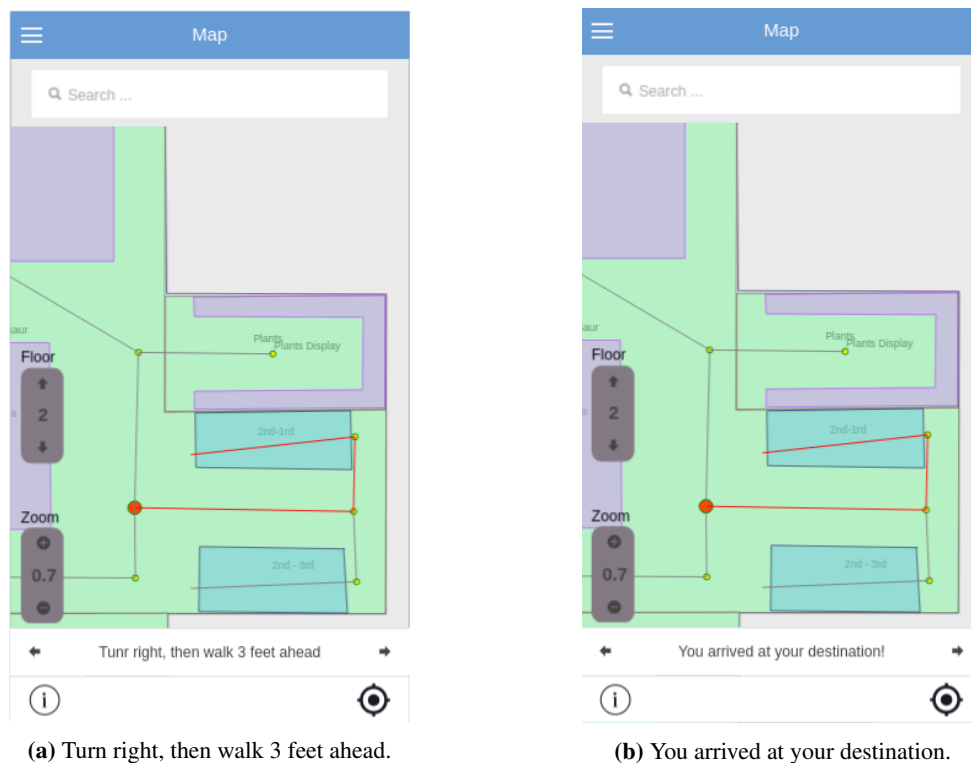 Map
Search ...
Plants
Plants Display
saur
Floor
2
a
2nd-1rd
Zoom
0.7
2nd - 3rd
Tunr right, then walk 3 feet ahead
i
(a) Turn right, then walk 3 feet ahead.
Map
Search ...
Plants
Plants Display
aur
Floor
2
2nd-1rd
Zoom
0.7
2nd - 3rd
You arrived at your destination!
i
(b) You arrived at your destination.